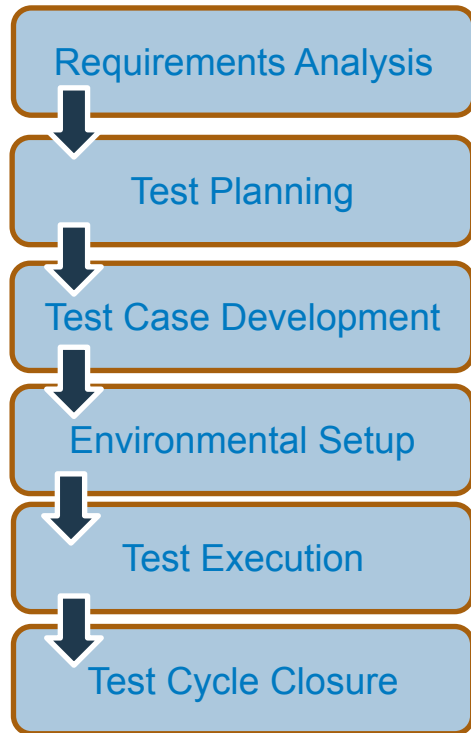 Requirements Analysis
Test Planning
Test Case Development
Environmental Setup
Test Execution
Test Cycle Closure